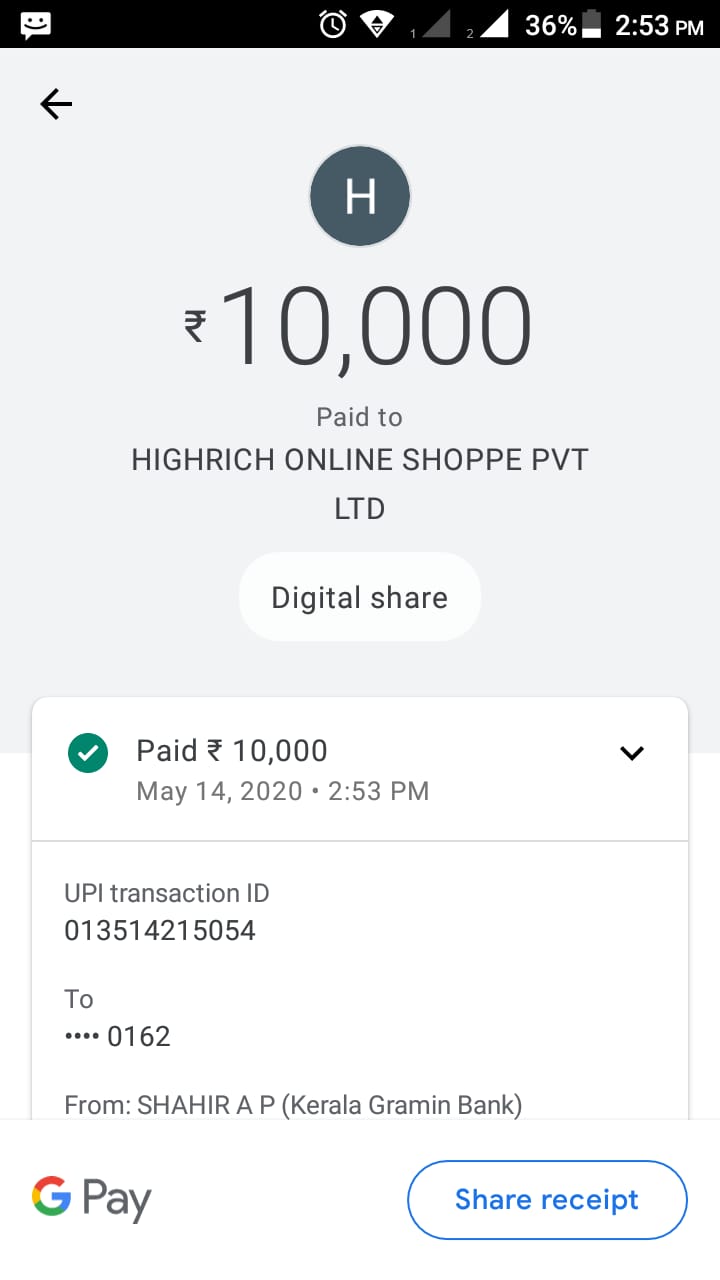 1 2 36% 2:53 PM
H
₹10,000
Paid to
HIGHRICH ONLINE SHOPPE PVT
LTD
Digital share
Paid ₹ 10,000
May 14, 2020 • 2:53 PM
UPI transaction ID
013514215054
To
•••• 0162
From: SHAHIR A P (Kerala Gramin Bank)
G Pay
Share receipt